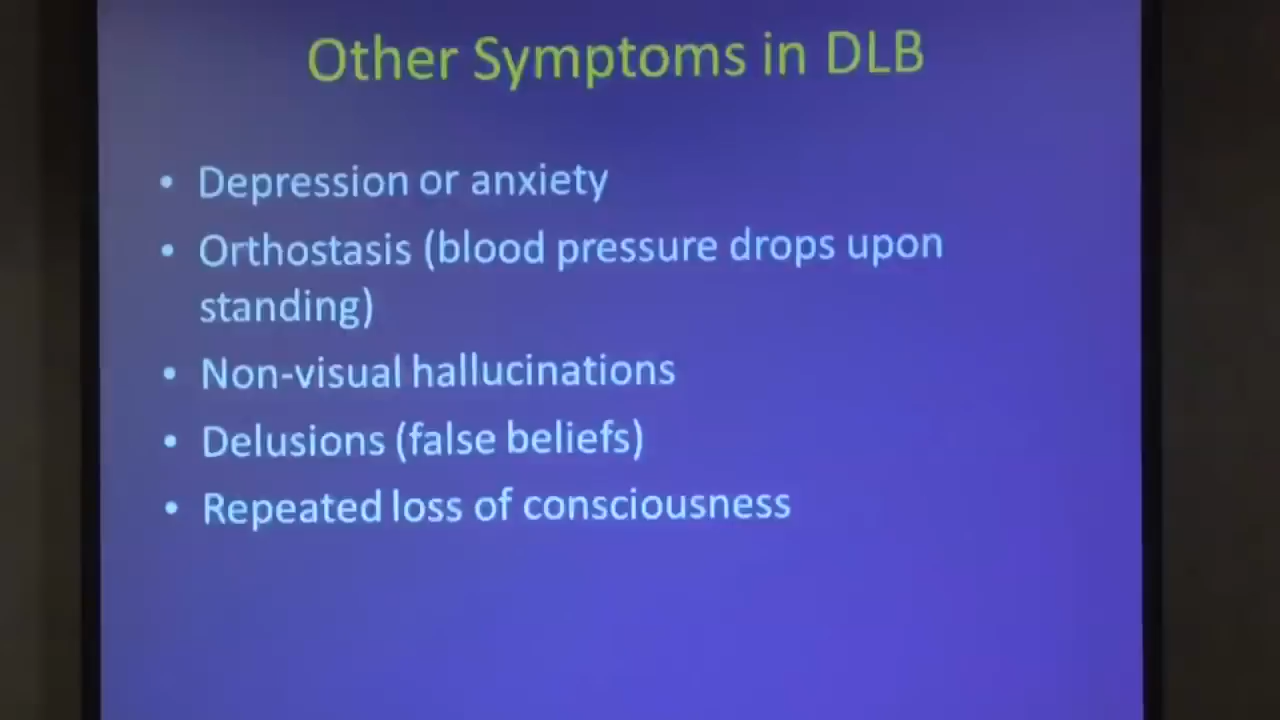 Other Symptoms in DLB
• Depression or anxiety
• Orthostasis (blood pressure drops upon
standing)
• Non-visual hallucinations
• Delusions (false beliefs)
• Repeated loss of consciousness